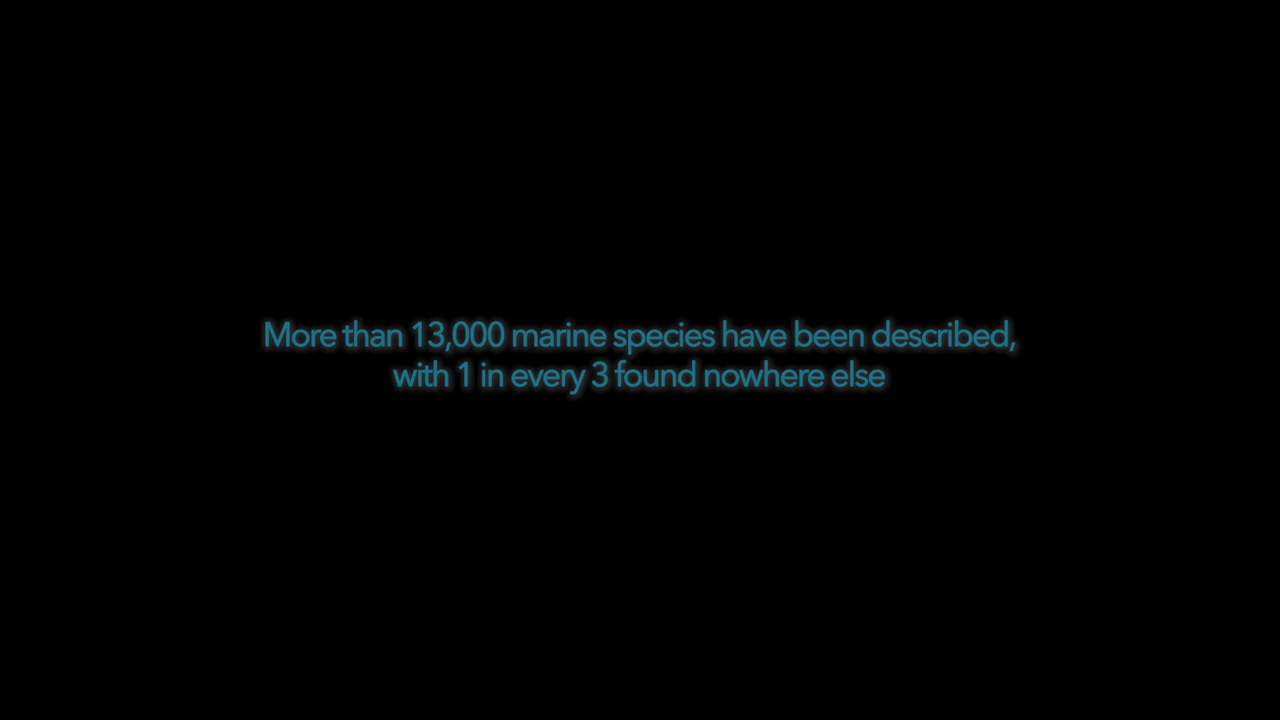 More than 13,000 marine species have been described,
with 1 in every 3 found nowhere else